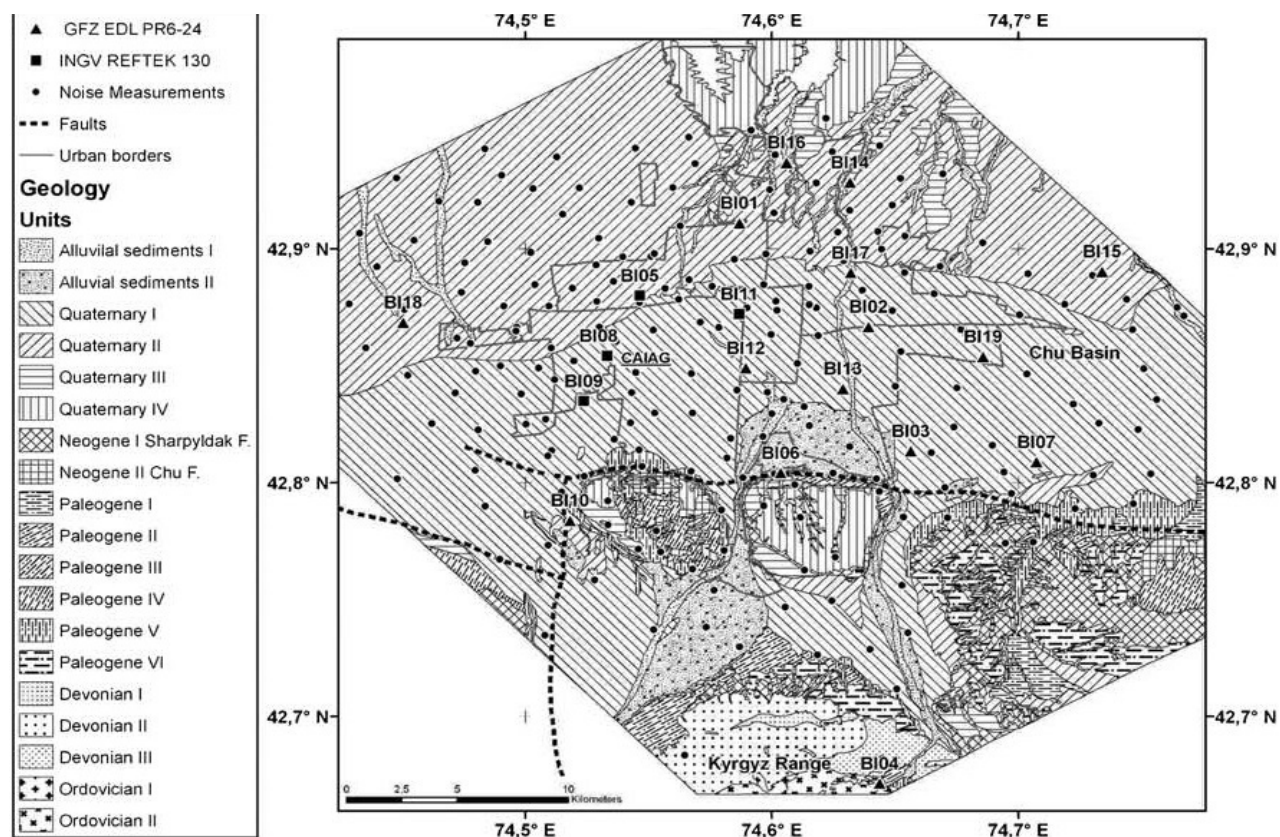 GFZ EDL PR6-24
INGV REFTEK 130
Noise Measurements
Faults
Urban borders
Geology
Units
Alluvilal sediments I
Alluvial sediments II
Quaternary I
Quaternary II
Quaternary III
Quaternary IV
Neogene I Sharpyldak F.
Neogene II Chu F.
Paleogene I
Paleogene II
Paleogene III
Paleogene IV
Paleogene V
Paleogene VI
Devonian I
Devonian II
Devonian III
Ordovician I
Ordovician II
74,5° E
74,6° E
74,7° E
BI16
BI14
BI01
42,9° N
42,9° N
BI17
BI15
BI05
BI18
BI11
BI02
BI08
CAIAG
BI12
BI19
Chu Basin
BI09
BI13
BI03
BI06
BI07
42,8° N
42,8° N
BI10
42,7° N
42,7° N
Kyrgyz Range
BI04
0 2,5 5 10
Kilometers
74,5° E
74,6° E
74,7° E